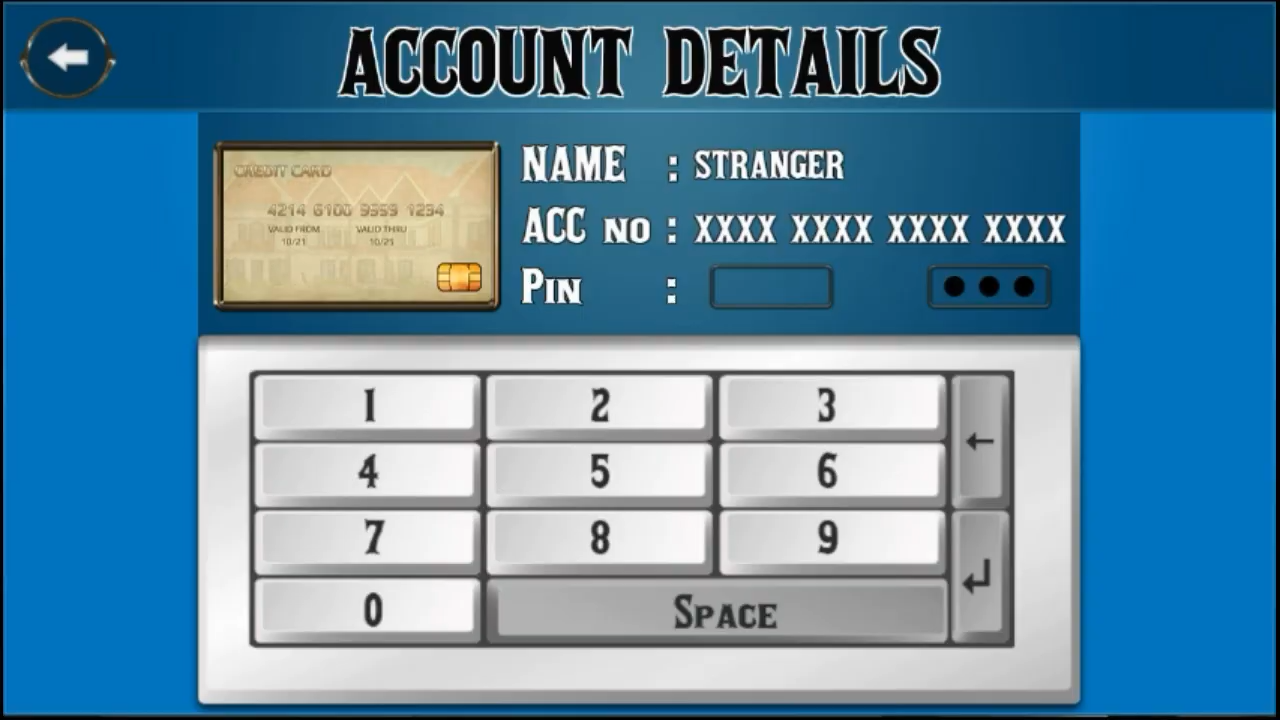 ACCOUNT DETAILS
CREDIT CARD
4214 6100 9359 1234
VALID FROM VALID THRU
10/21 10/21
NAME : STRANGER
ACC NO : XXXX XXXX XXXX XXXX
PIN :
1 2 3 ←
4 5 6
7 8 9 ↵
0 SPACE